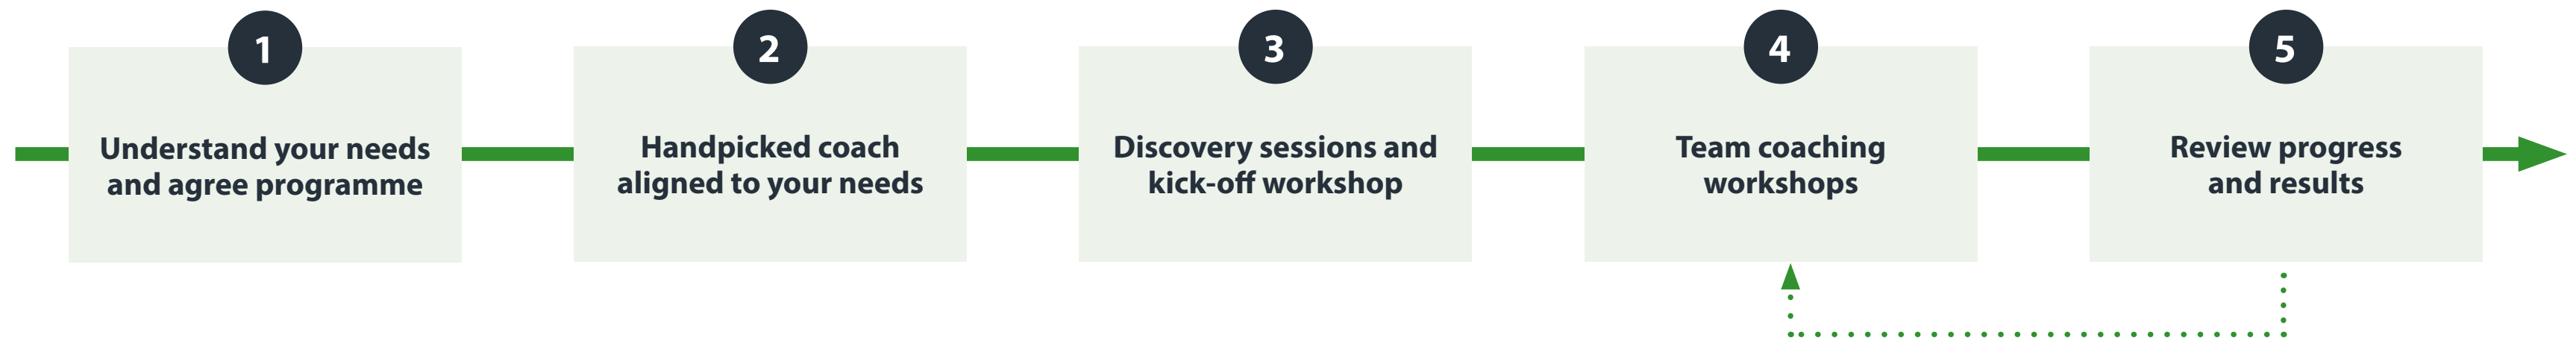 1
Understand your needs
and agree programme
2
Handpicked coach
aligned to your needs
3
Discovery sessions and
kick-off workshop
4
Team coaching
workshops
5
Review progress
and results